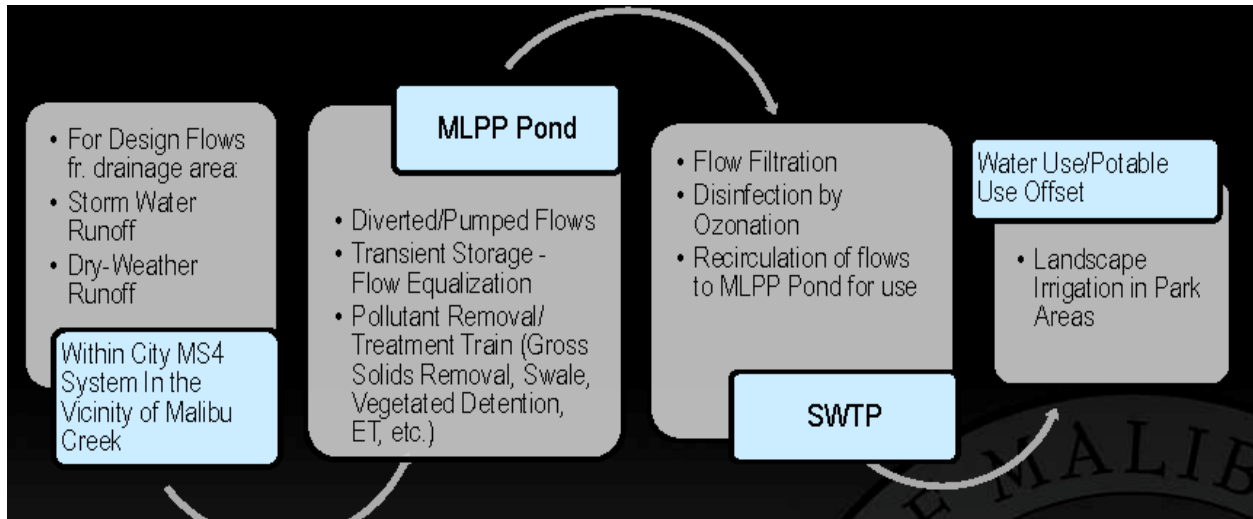 • For Design Flows
fr. drainage area:
• Storm Water
Runoff
• Dry-Weather
Runoff
Within City MS4
System In the
Vicinity of Malibu
Creek
MLPP Pond
• Diverted/Pumped Flows
• Transient Storage -
Flow Equalization
• Pollutant Removal/
Treatment Train (Gross
Solids Removal, Swale,
Vegetated Detention,
ET, etc.)
• Flow Filtration
• Disinfection by
Ozonation
• Recirculation of flows
to MLPP Pond for use
SWTP
Water Use/Potable
Use Offset
• Landscape
Irrigation in Park
Areas